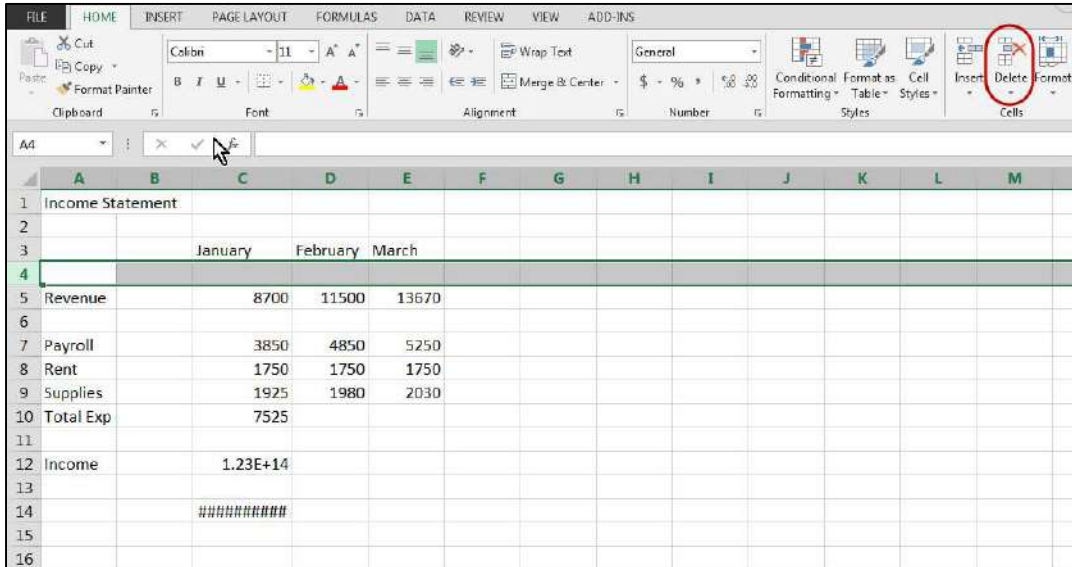 FILE HOME INSERT PAGE LAYOUT FORMULAS DATA REVIEW VIEW ADD-INS
Paste
Cut
Copy
Format Painter
Clipboard
Calibri 11 A A
B I U A
Font
Wrap Text
Merge & Center
Alignment
General
$ % ,
Number
Conditional Formatting
Format as Table
Cell Styles
Styles
Insert Delete Format
Cells
A4 fx
A B C D E F G H I J K L M
1 Income Statement
2
3 January February March
4
5 Revenue 8700 11500 13670
6
7 Payroll 3850 4850 5250
8 Rent 1750 1750 1750
9 Supplies 1925 1980 2030
10 Total Exp 7525
11
12 Income 1.23E+14
13
14 ##########
15
16